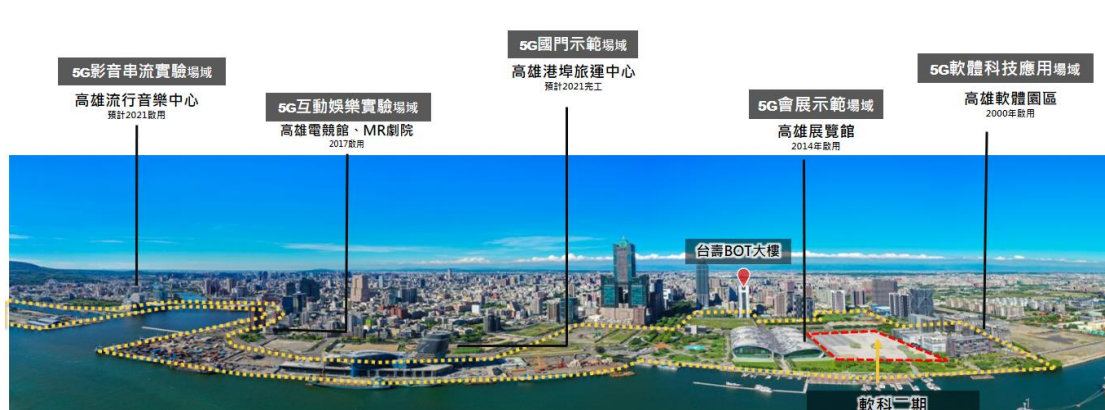 5G影音串流實驗場域
高雄流行音樂中心
預計2021啟用
5G互動娛樂實驗場域
高雄電競館、MR劇院
2017啟用
5G國門示範場域
高雄港埠旅運中心
預計2021完工
5G會展示範場域
高雄展覽館
2014年啟用
5G軟體科技應用場域
高雄軟體園區
2000年啟用
台壽BOT大樓
軟科二期